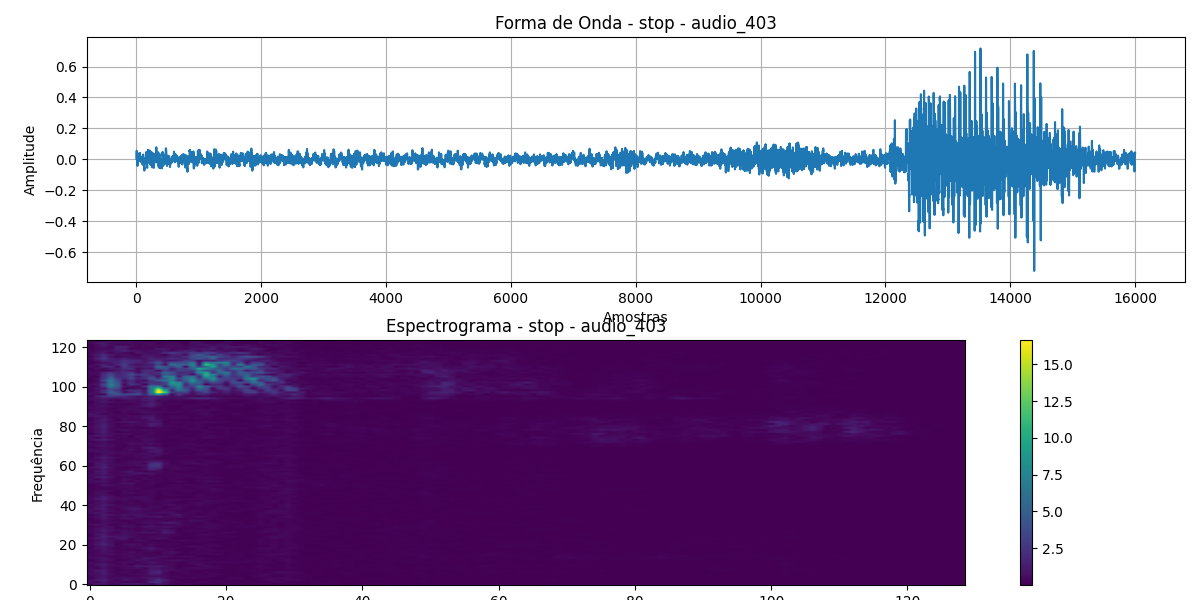 Forma de Onda - stop - audio_403
Amplitude
0.6
0.4
0.2
0.0
−0.2
−0.4
−0.6
0 2000 4000 6000 8000 10000 12000 14000 16000
Amostras
Espectrograma - stop - audio_403
Frequência
120
100
80
60
40
20
0
0 20 40 60 80 100 120
15.0
12.5
10.0
7.5
5.0
2.5